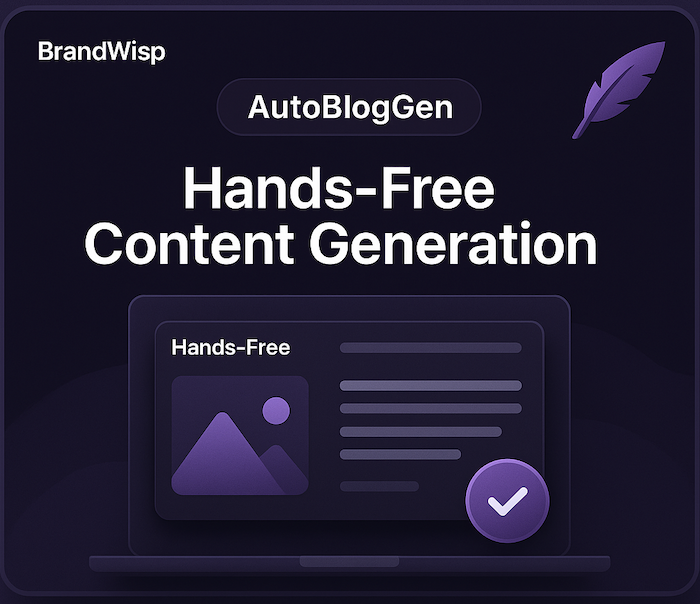 BrandWisp
AutoBlogGen
Hands-Free
Content Generation
Hands-Free